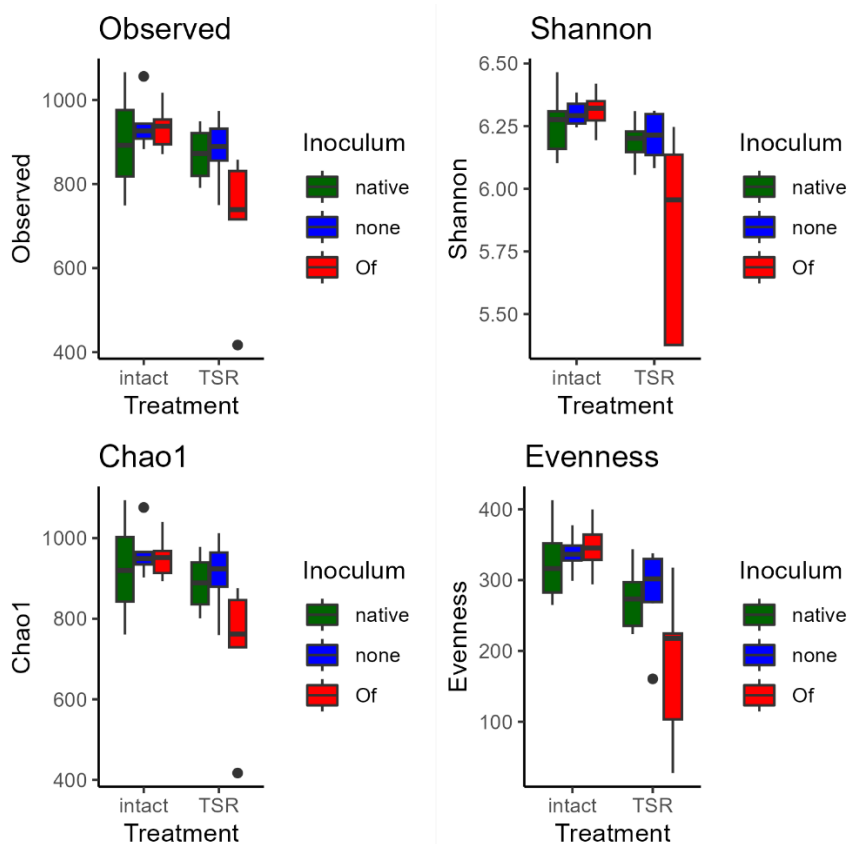 Observed
1000
800
600
400
Observed
intact TSR
Treatment
Inoculum
native
none
Of
Shannon
6.50
6.25
6.00
5.75
5.50
Shannon
intact TSR
Treatment
Inoculum
native
none
Of
Chao1
1000
800
600
400
Chao1
intact TSR
Treatment
Inoculum
native
none
Of
Evenness
400
300
200
100
Evenness
intact TSR
Treatment
Inoculum
native
none
Of